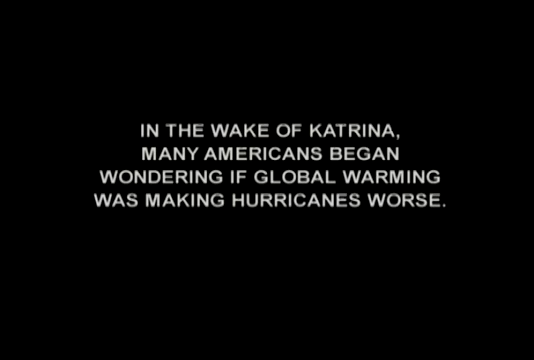 IN THE WAKE OF KATRINA,
MANY AMERICANS BEGAN
WONDERING IF GLOBAL WARMING
WAS MAKING HURRICANES WORSE.